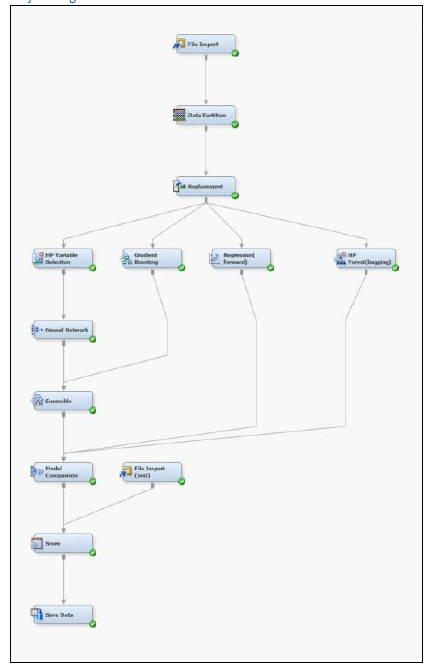 File Import
Data Partition
Replacement
HP Variable
Selection
Gradient
Boosting
Regression(
forward)
HP
Forest(bagging)
Neural Network
Ensemble
Model
Comparison
File Import
(Test)
Score
Save Data